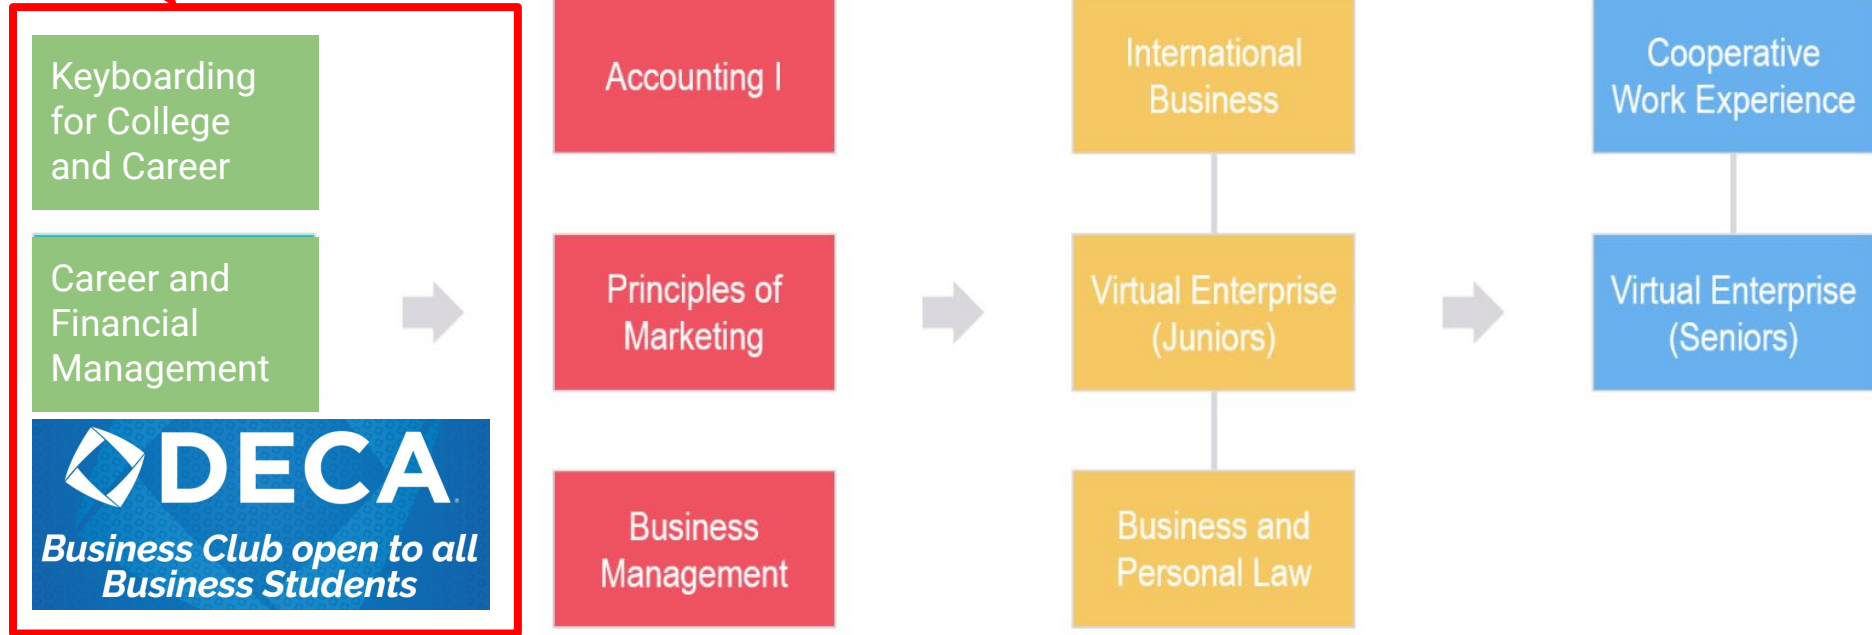 Keyboarding
for College
and Career
Career and
Financial
Management
DECA
Business Club open to all
Business Students
Accounting I
Principles of
Marketing
Business
Management
International
Business
Virtual Enterprise
(Juniors)
Business and
Personal Law
Cooperative
Work Experience
Virtual Enterprise
(Seniors)